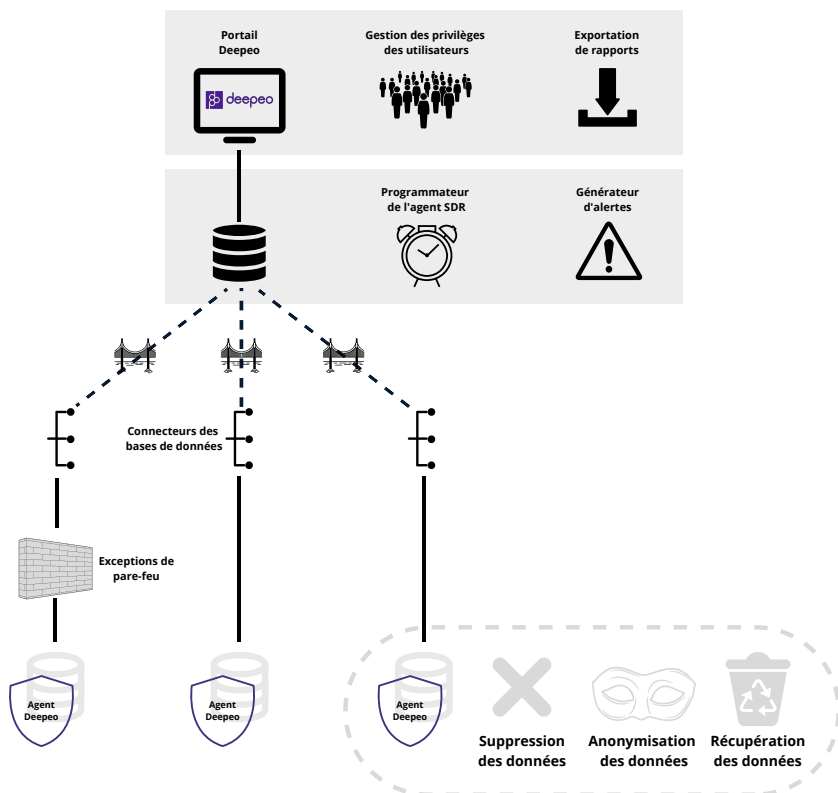 Portail
Deepeo
Gestion des privilèges
des utilisateurs
Exportation
de rapports
deepeo
Programmateur
de l'agent SDR
Générateur
d'alertes
Connecteurs des
bases de données
Exceptions de
pare-feu
Agent
Deepeo
Agent
Deepeo
Agent
Deepeo
Suppression
des données
Anonymisation
des données
Récupération
des données